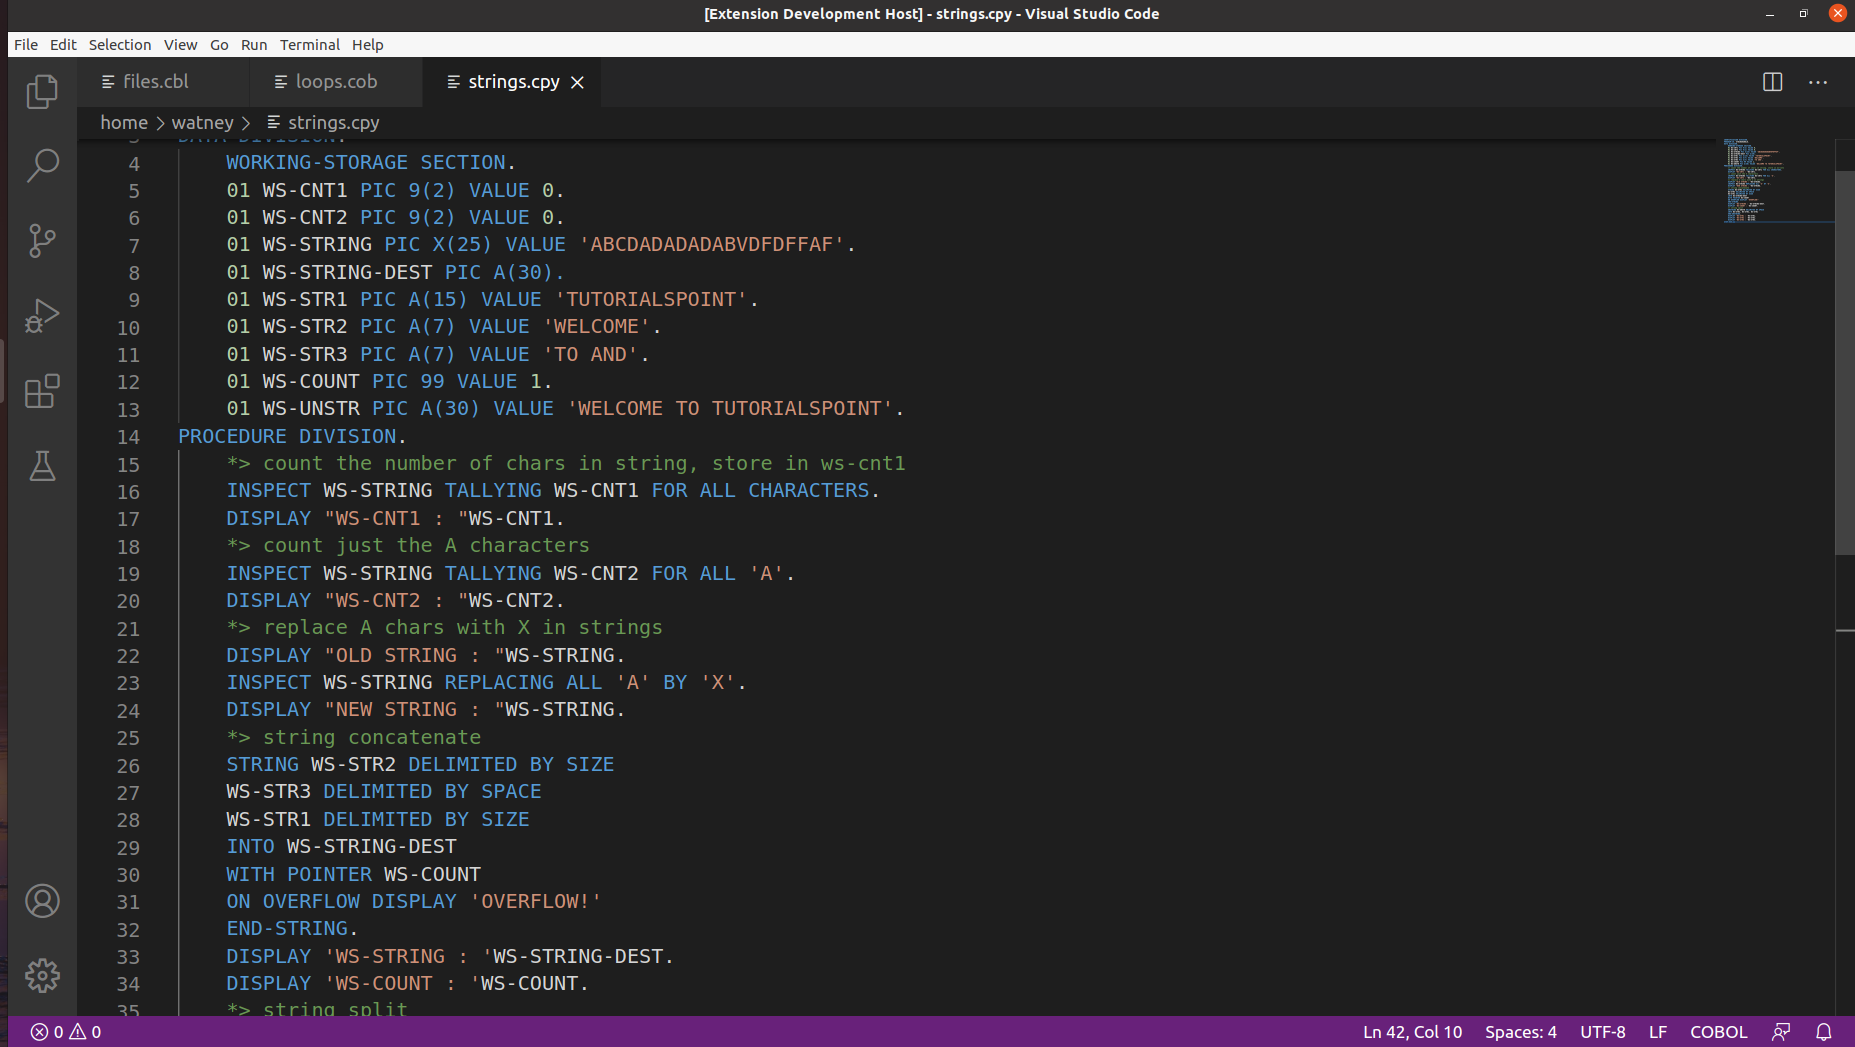 [Extension Development Host] - strings.cpy - Visual Studio Code
File Edit Selection View Go Run Terminal Help
files.cbl loops.cob strings.cpy
home > watney > strings.cpy
3 DATA DIVISION.
4 WORKING-STORAGE SECTION.
5 01 WS-CNT1 PIC 9(2) VALUE 0.
6 01 WS-CNT2 PIC 9(2) VALUE 0.
7 01 WS-STRING PIC X(25) VALUE 'ABCDADADADABVDFDFFAF'.
8 01 WS-STRING-DEST PIC A(30).
9 01 WS-STR1 PIC A(15) VALUE 'TUTORIALSPOINT'.
10 01 WS-STR2 PIC A(7) VALUE 'WELCOME'.
11 01 WS-STR3 PIC A(7) VALUE 'TO AND'.
12 01 WS-COUNT PIC 99 VALUE 1.
13 01 WS-UNSTR PIC A(30) VALUE 'WELCOME TO TUTORIALSPOINT'.
14 PROCEDURE DIVISION.
15 *> count the number of chars in string, store in ws-cnt1
16 INSPECT WS-STRING TALLYING WS-CNT1 FOR ALL CHARACTERS.
17 DISPLAY "WS-CNT1 : "WS-CNT1.
18 *> count just the A characters
19 INSPECT WS-STRING TALLYING WS-CNT2 FOR ALL 'A'.
20 DISPLAY "WS-CNT2 : "WS-CNT2.
21 *> replace A chars with X in strings
22 DISPLAY "OLD STRING : "WS-STRING.
23 INSPECT WS-STRING REPLACING ALL 'A' BY 'X'.
24 DISPLAY "NEW STRING : "WS-STRING.
25 *> string concatenate
26 STRING WS-STR2 DELIMITED BY SIZE
27 WS-STR3 DELIMITED BY SPACE
28 WS-STR1 DELIMITED BY SIZE
29 INTO WS-STRING-DEST
30 WITH POINTER WS-COUNT
31 ON OVERFLOW DISPLAY 'OVERFLOW!'
32 END-STRING.
33 DISPLAY 'WS-STRING : 'WS-STRING-DEST.
34 DISPLAY 'WS-COUNT : 'WS-COUNT.
35 *> string split
0 0 Ln 42, Col 10 Spaces: 4 UTF-8 LF COBOL